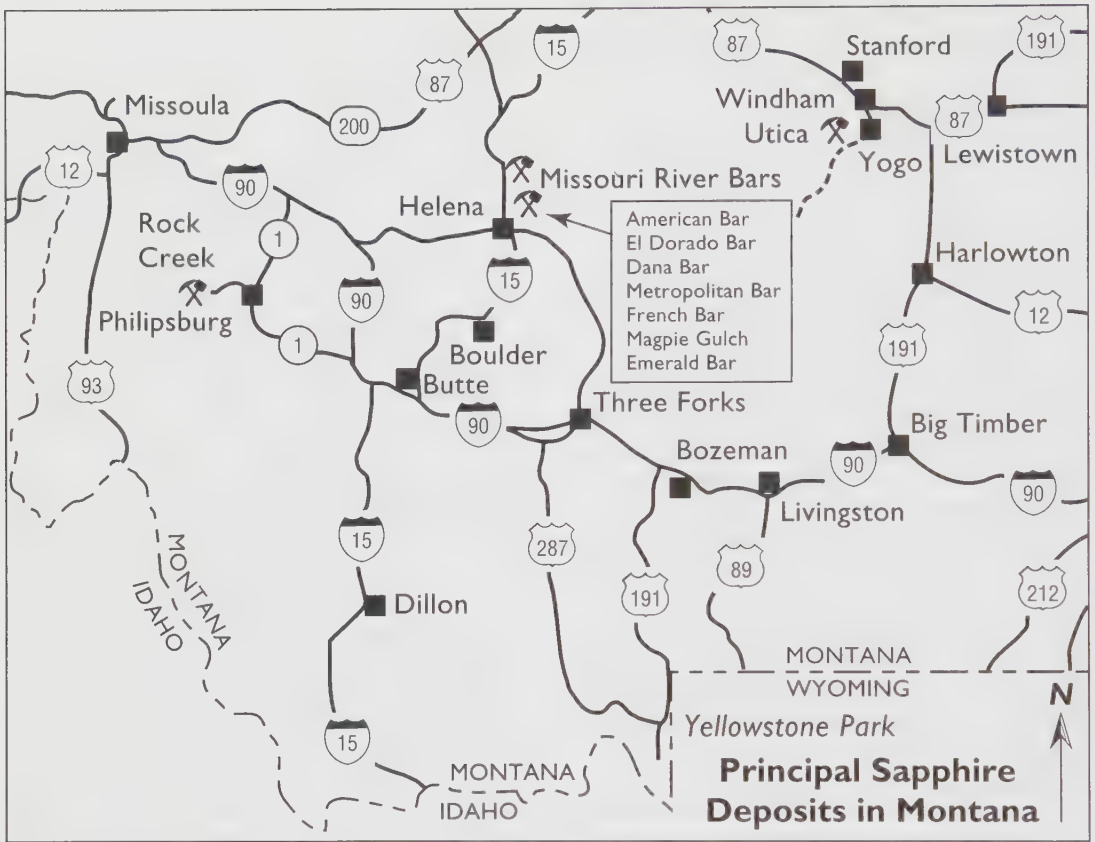 15
87
191
Stanford
87
Missoula
Windham
87
200
Utica
Yogo
Lewistown
12
90
Missouri River Bars
Helena
Rock
Creek
1
American Bar
El Dorado Bar
Dana Bar
Metropolitan Bar
French Bar
Magpie Gulch
Emerald Bar
15
Harlowton
90
12
Philipsburg
1
Boulder
191
93
Butte
Three Forks
90
Big Timber
Bozeman
90
90
Livingston
15
287
89
191
212
MONTANA
IDAHO
Dillon
MONTANA
WYOMING
N
15
Yellowstone Park
MONTANA
IDAHO
Principal Sapphire
Deposits in Montana